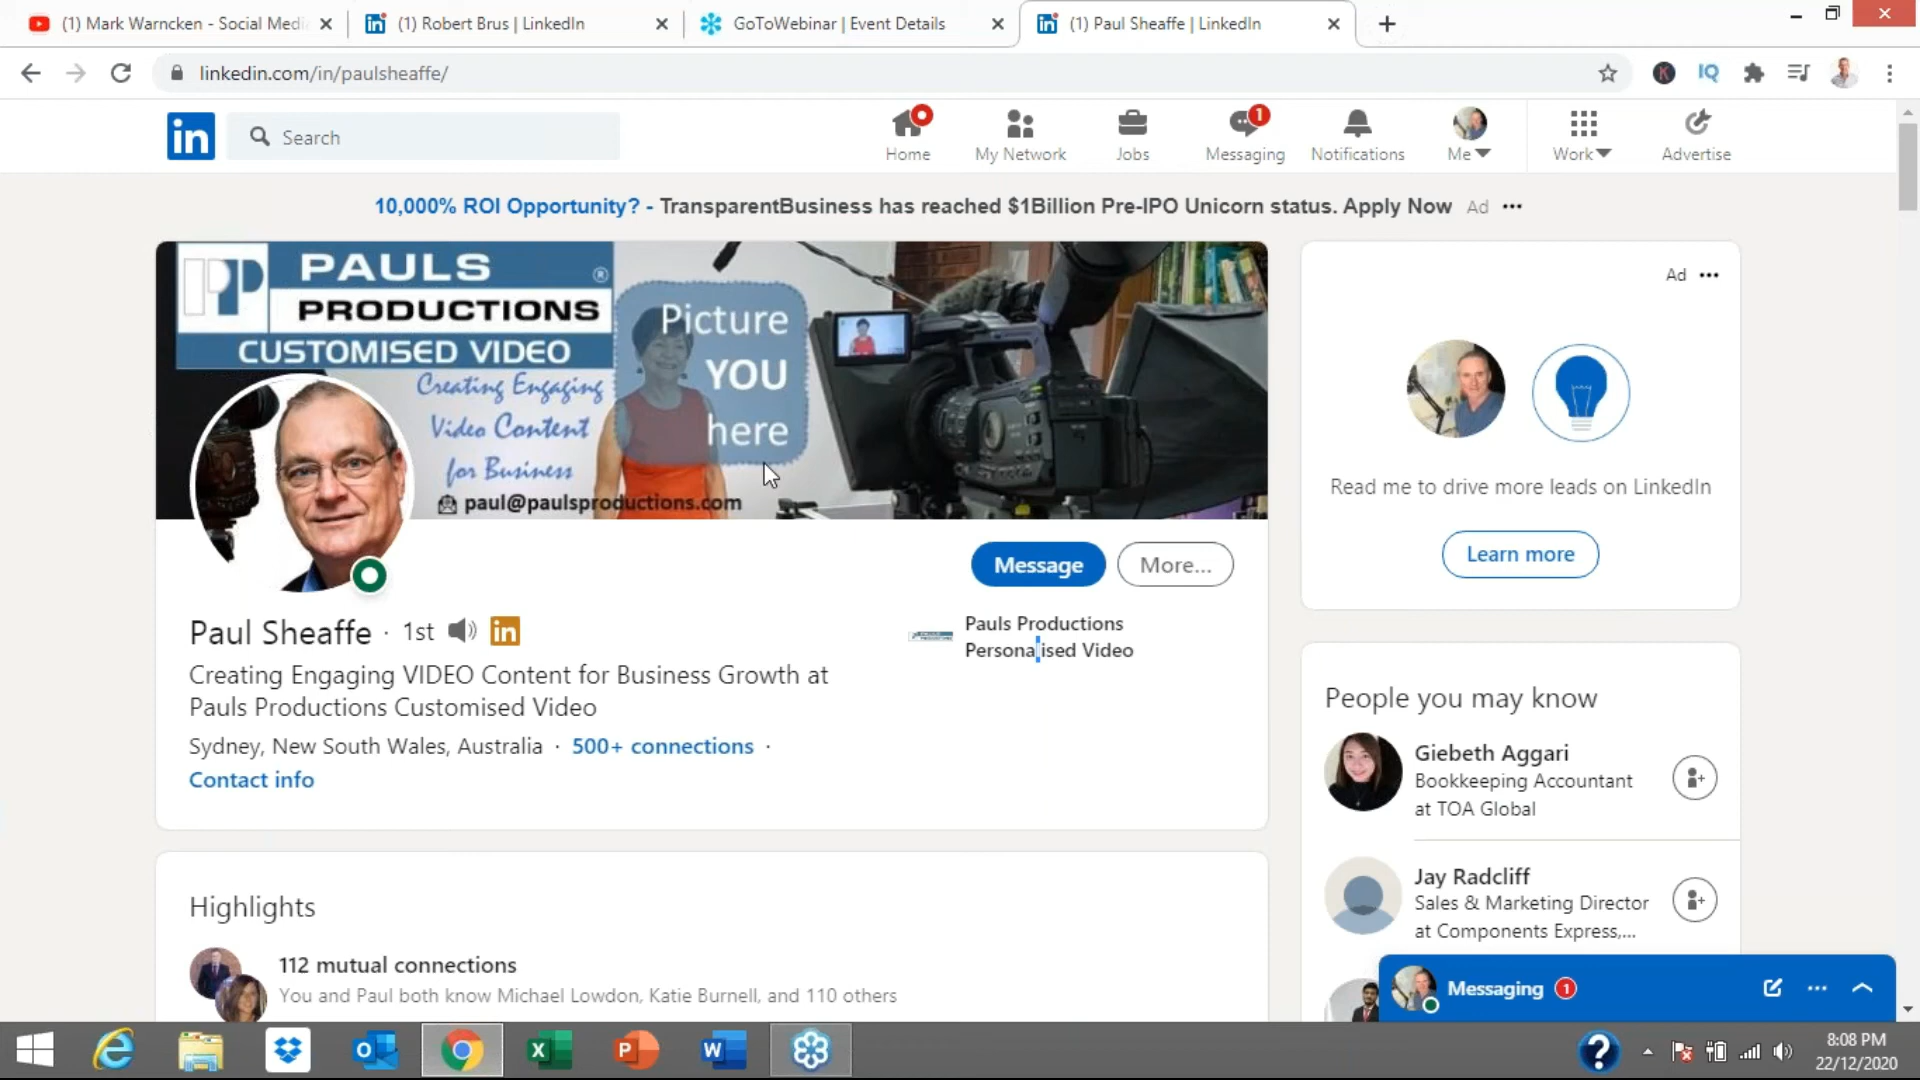 (1) Mark Warncken - Social Medi
(1) Robert Brus | LinkedIn
GoToWebinar | Event Details
(1) Paul Sheaffe | LinkedIn
linkedin.com/in/paulsheaffe/
K
IQ
in
Search
Home
My Network
Jobs
1
Messaging
Notifications
Me
Work
Advertise
10,000% ROI Opportunity? - TransparentBusiness has reached $1Billion Pre-IPO Unicorn status. Apply Now Ad
PP
PAULS ®
PRODUCTIONS
CUSTOMISED VIDEO
Creating Engaging
Video Content
for Business
paul@paulsproductions.com
Picture
YOU
here
Message
More...
Paul Sheaffe · 1st in
Creating Engaging VIDEO Content for Business Growth at
Pauls Productions Customised Video
Sydney, New South Wales, Australia · 500+ connections ·
Contact info
Pauls Productions
Personalised Video
Highlights
112 mutual connections
You and Paul both know Michael Lowdon, Katie Burnell, and 110 others
Ad
Read me to drive more leads on LinkedIn
Learn more
People you may know
Giebeth Aggari
Bookkeeping Accountant
at TOA Global
Jay Radcliff
Sales & Marketing Director
at Components Express,...
Messaging 1
8:08 PM
22/12/2020